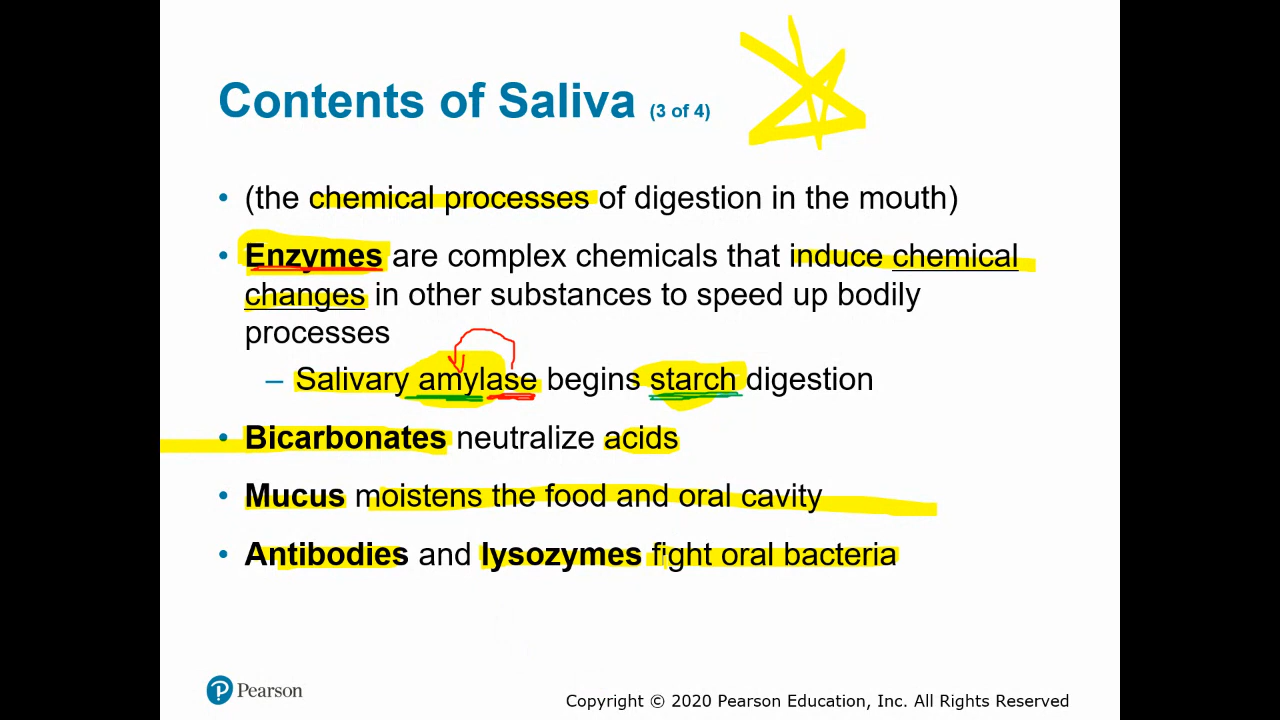 Contents of Saliva (3 of 4)
• (the chemical processes of digestion in the mouth)
• Enzymes are complex chemicals that induce chemical
changes in other substances to speed up bodily
processes
– Salivary amylase begins starch digestion
• Bicarbonates neutralize acids
• Mucus moistens the food and oral cavity
• Antibodies and lysozymes fight oral bacteria
P Pearson
Copyright © 2020 Pearson Education, Inc. All Rights Reserved